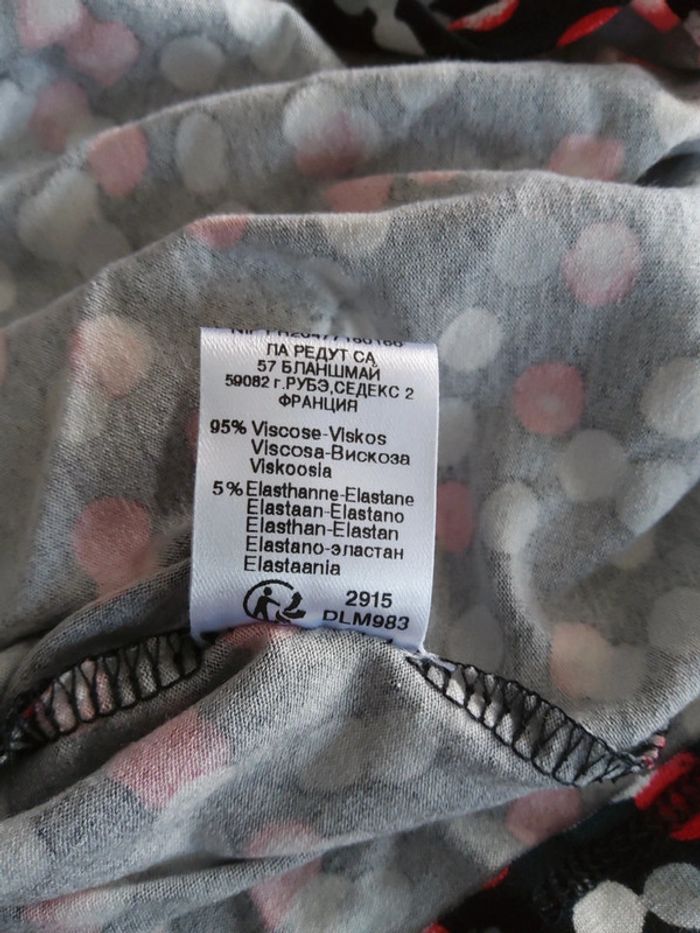 ЛА РЕДУТ СА
57 БЛАНШМАЙ
59082 г.РУБЭ,СЕДЕКС 2
ФРАНЦИЯ
95% Viscose-Viskos
Viscosa-Вискоза
Viskoosia
5% Elasthanne-Elastane
Elastaan-Elastano
Elasthan-Elastan
Elastano-эластан
Elastaania
2915
DLM983